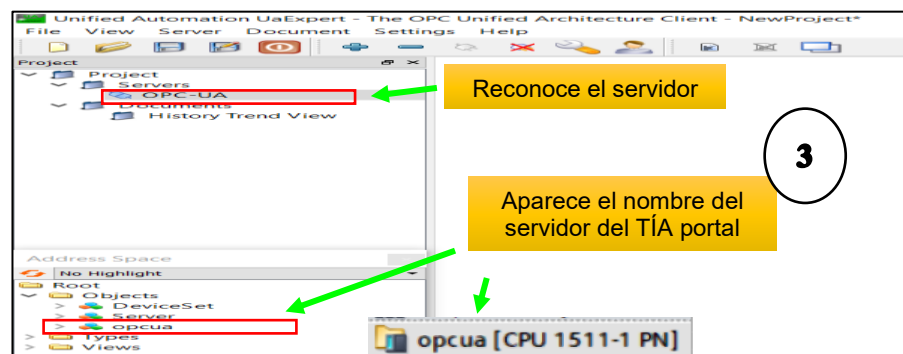 Unified Automation UaExpert - The OPC Unified Architecture Client - NewProject*
File View Server Document Settings Help
Project
Project
Servers
OPC-UA
Documents
History Trend View
Reconoce el servidor
3
Aparece el nombre del
servidor del TÍA portal
Address Space
No Highlight
Root
Objects
DeviceSet
Server
opcua
Types
Views
opcua [CPU 1511-1 PN]